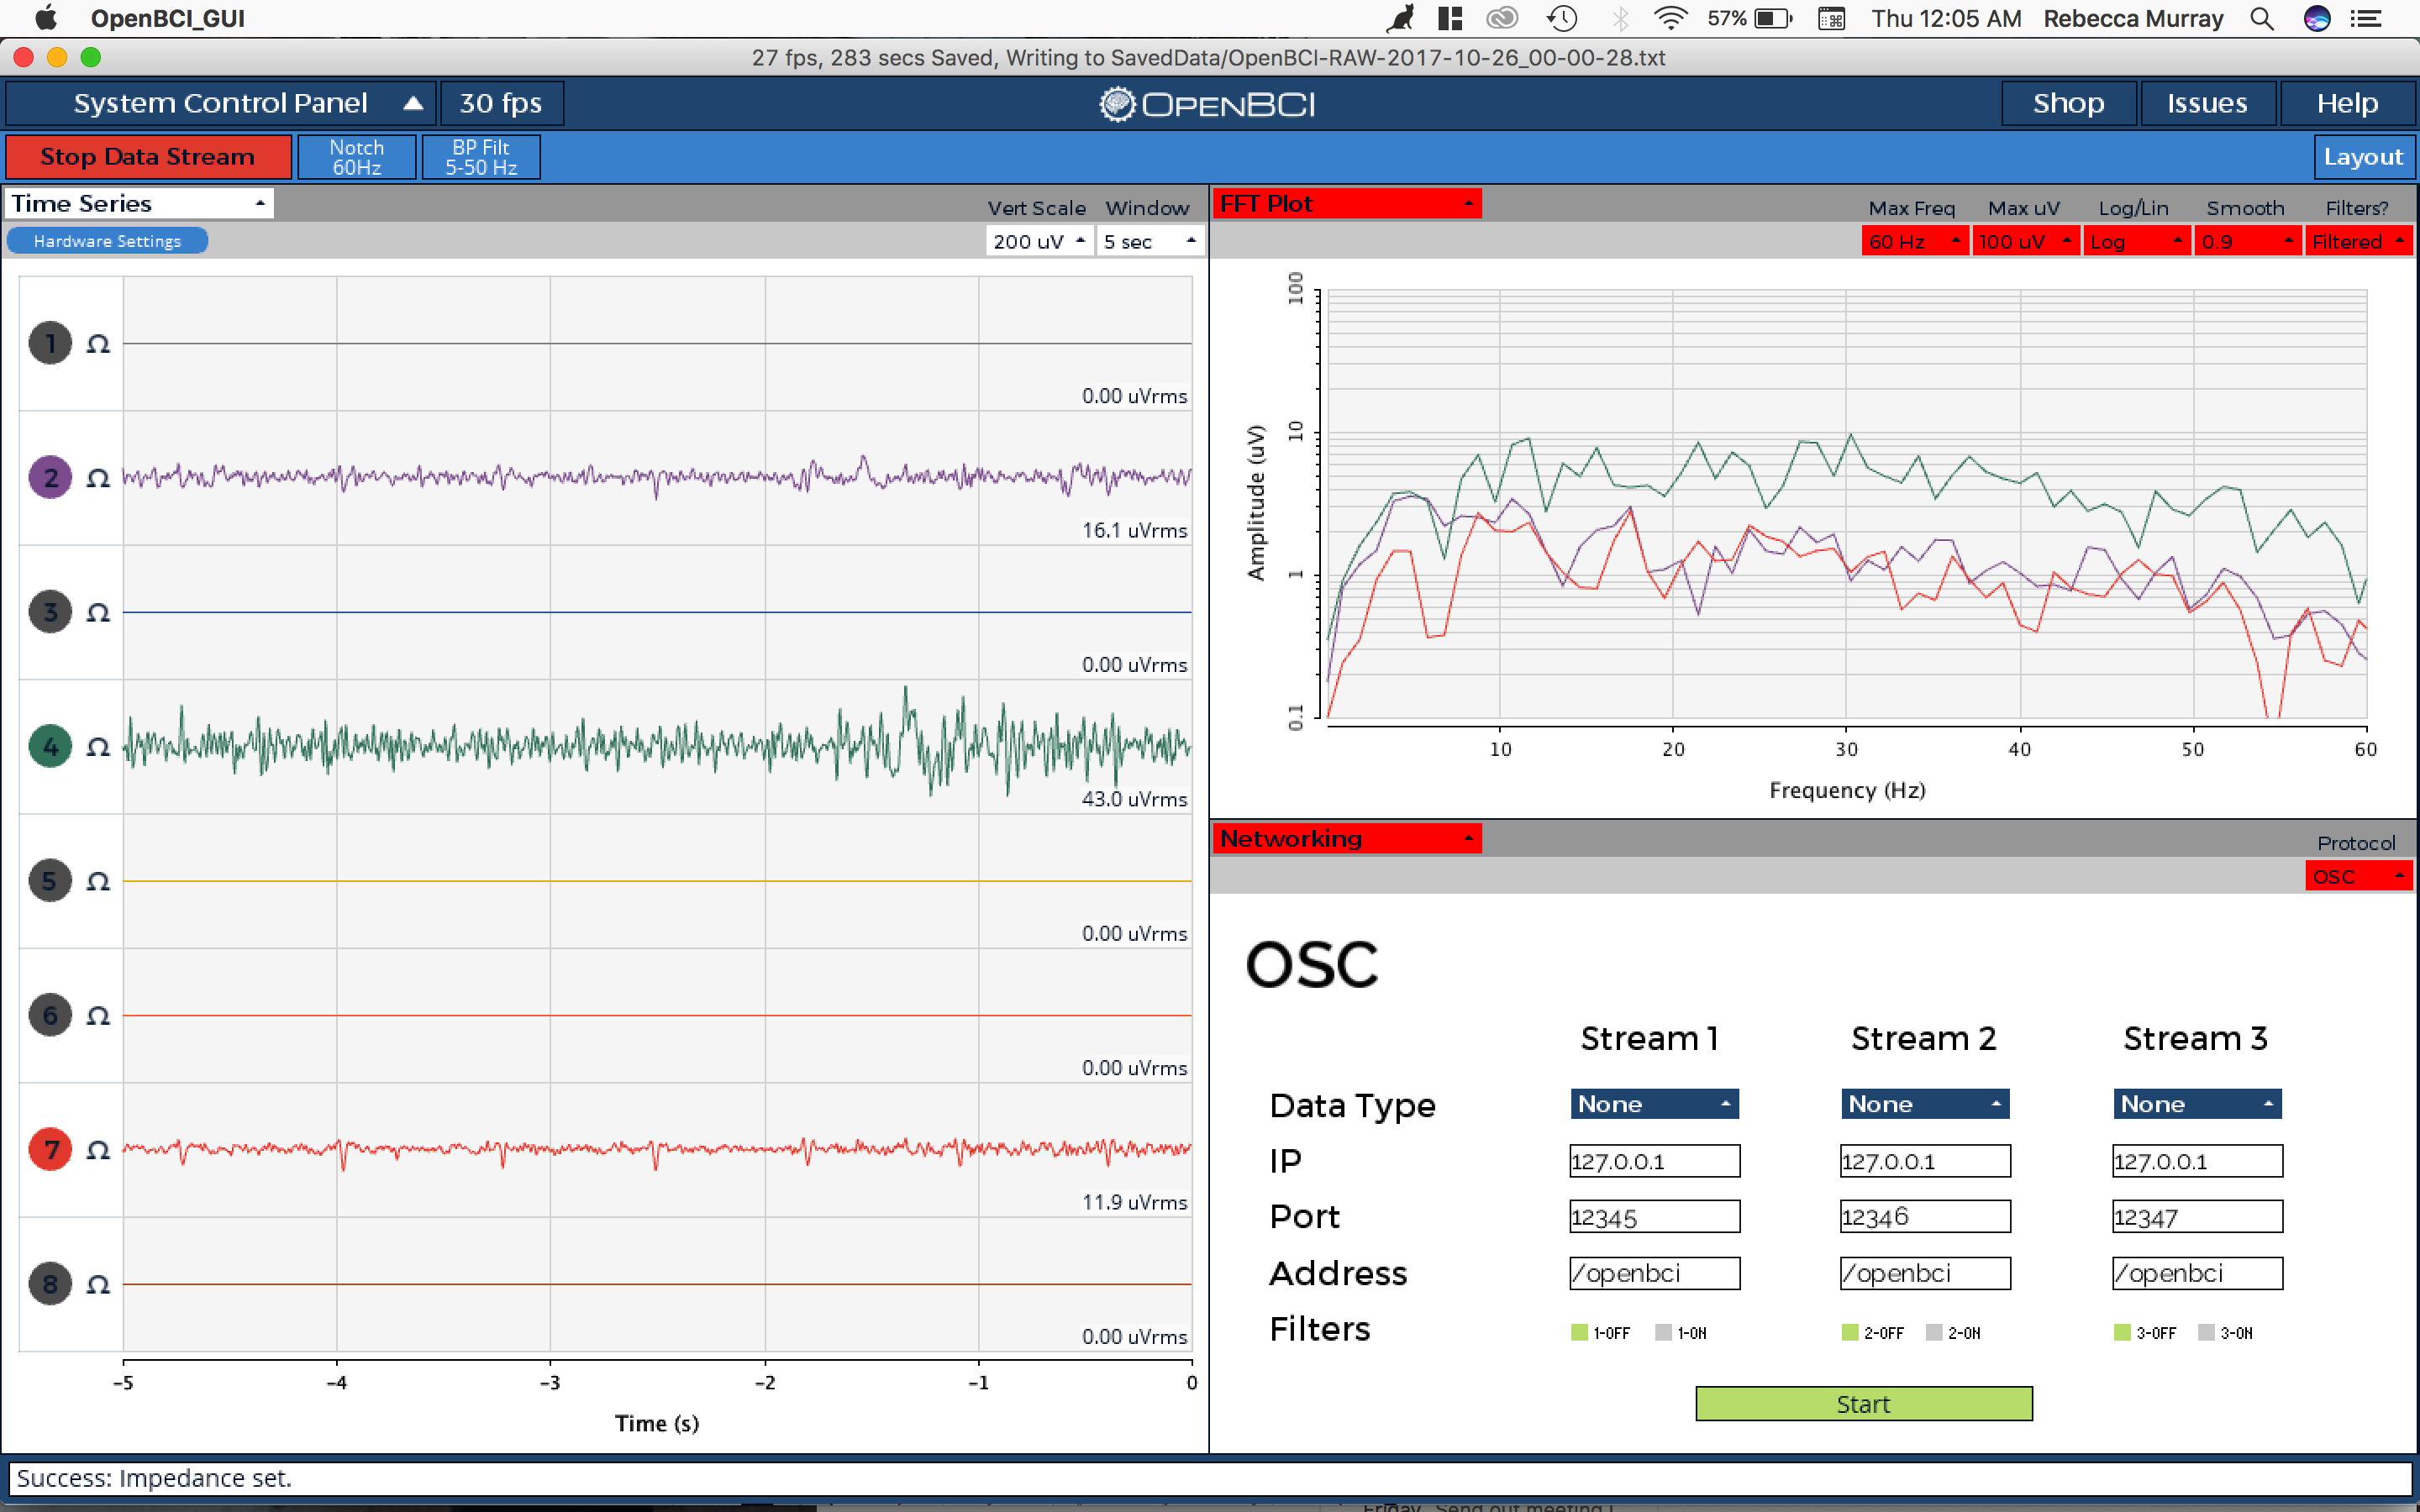 OpenBCI_GUI
57% Thu 12:05 AM Rebecca Murray
27 fps, 283 secs Saved, Writing to SavedData/OpenBCI-RAW-2017-10-26_00-00-28.txt
System Control Panel 30 fps OPENBCI Shop Issues Help
Stop Data Stream
Notch
60Hz
BP Filt
5-50 Hz
Layout
Time Series
Vert Scale Window
Hardware Settings
200 uV 5 sec
1 Ω
0.00 uVrms
2 Ω
16.1 uVrms
3 Ω
0.00 uVrms
4 Ω
43.0 uVrms
5 Ω
0.00 uVrms
6 Ω
0.00 uVrms
7 Ω
11.9 uVrms
8 Ω
0.00 uVrms
-5 -4 -3 -2 -1 0
Time (s)
FFT Plot
Max Freq Max uV Log/Lin Smooth Filters?
60 Hz 100 uV Log 0.9 Filtered
100
10
1
0.1
Amplitude (uV)
10 20 30 40 50 60
Frequency (Hz)
Networking
Protocol
OSC
OSC
Stream 1 Stream 2 Stream 3
Data Type None None None
IP 127.0.0.1 127.0.0.1 127.0.0.1
Port 12345 12346 12347
Address /openbci /openbci /openbci
Filters 1-OFF 1-ON 2-OFF 2-ON 3-OFF 3-ON
Start
Success: Impedance set.